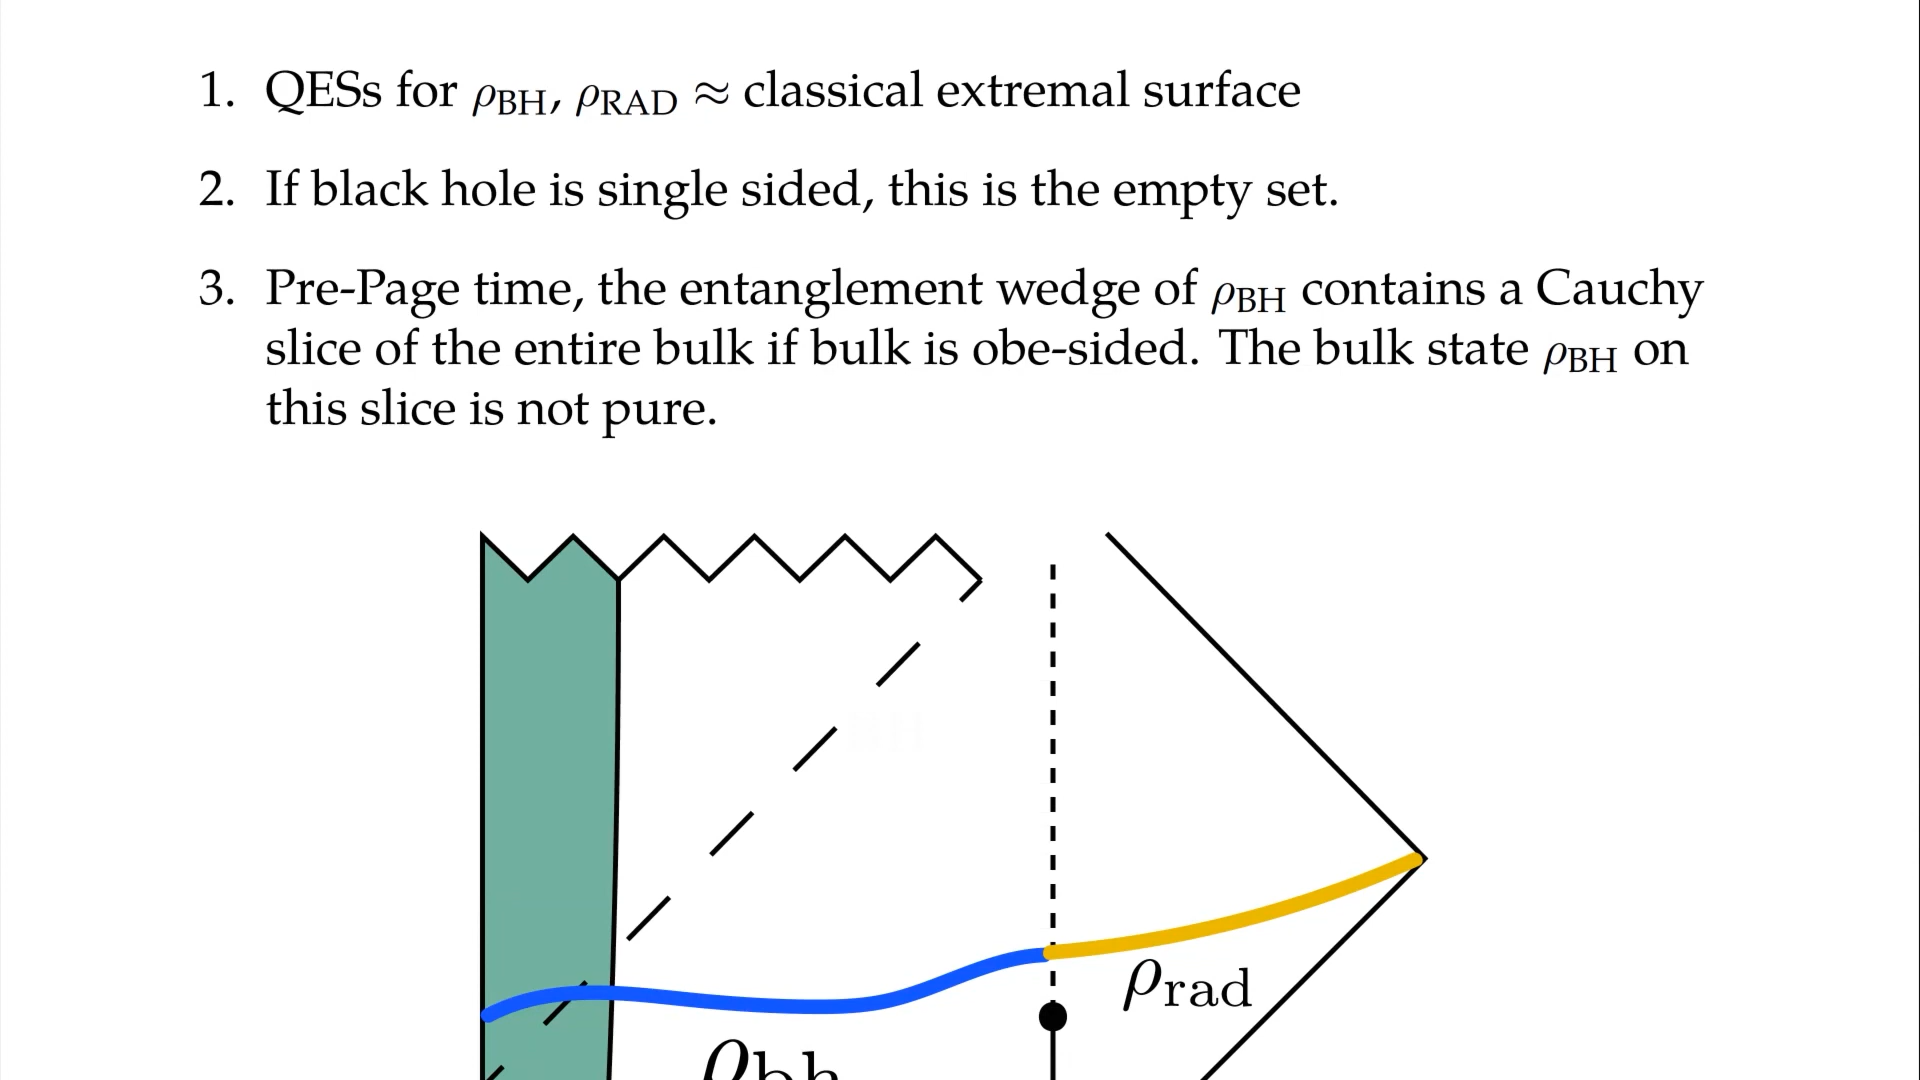 1. QESs for ρBH, ρRAD ≈ classical extremal surface
2. If black hole is single sided, this is the empty set.
3. Pre-Page time, the entanglement wedge of ρBH contains a Cauchy
slice of the entire bulk if bulk is obe-sided. The bulk state ρBH on
this slice is not pure.
ρrad
ρbh